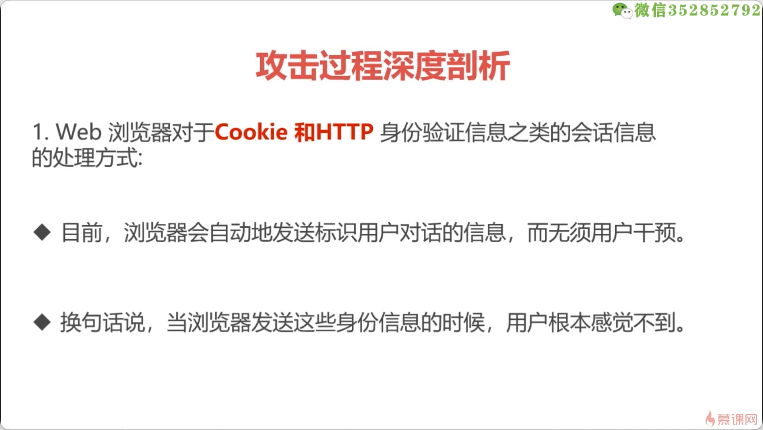 微信352852792
攻击过程深度剖析
1. Web 浏览器对于Cookie 和HTTP 身份验证信息之类的会话信息
的处理方式:
◆ 目前，浏览器会自动地发送标识用户对话的信息，而无须用户干预。
◆ 换句话说，当浏览器发送这些身份信息的时候，用户根本感觉不到。
慕课网